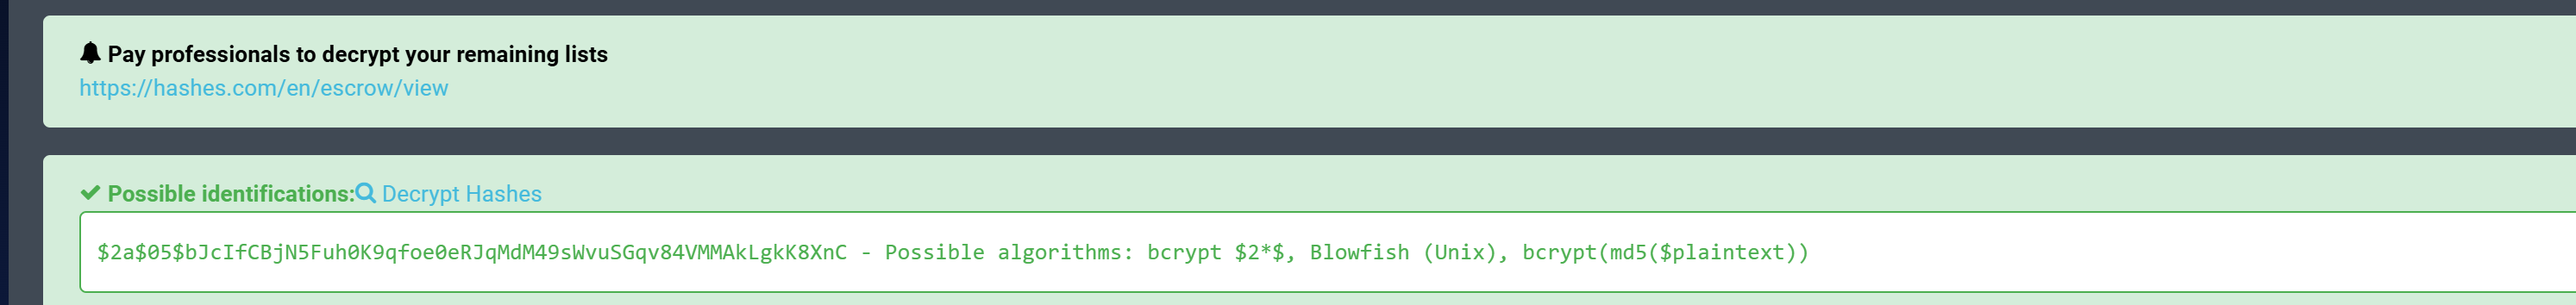 Pay professionals to decrypt your remaining lists
https://hashes.com/en/escrow/view
Possible identifications: Decrypt Hashes
$2a$05$bJcIfCBjN5Fuh0K9qfoe0eRJqMdM49sWvuSGqv84VMMAkLgkK8XnC - Possible algorithms: bcrypt $2*$, Blowfish (Unix), bcrypt(md5($plaintext))